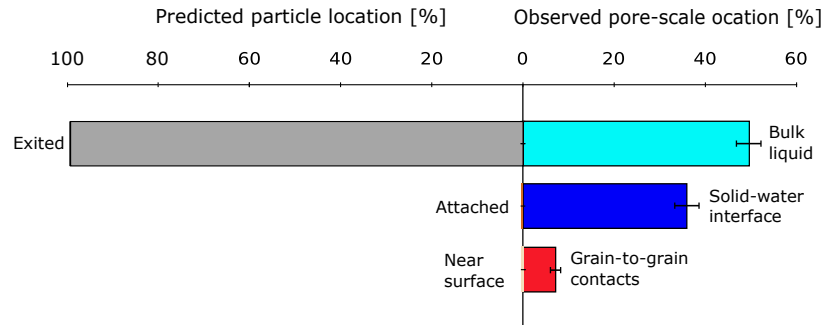 Predicted particle location [%] Observed pore-scale ocation [%]
100 80 60 40 20 0 20 40 60
Exited Bulk
liquid
Attached Solid-water
interface
Near Grain-to-grain
surface contacts